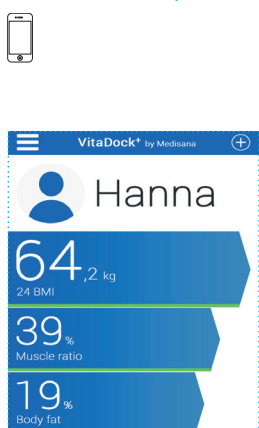 VitaDock+ by Medisana
Hanna
64,2 kg
24 BMI
39%
Muscle ratio
19%
Body fat